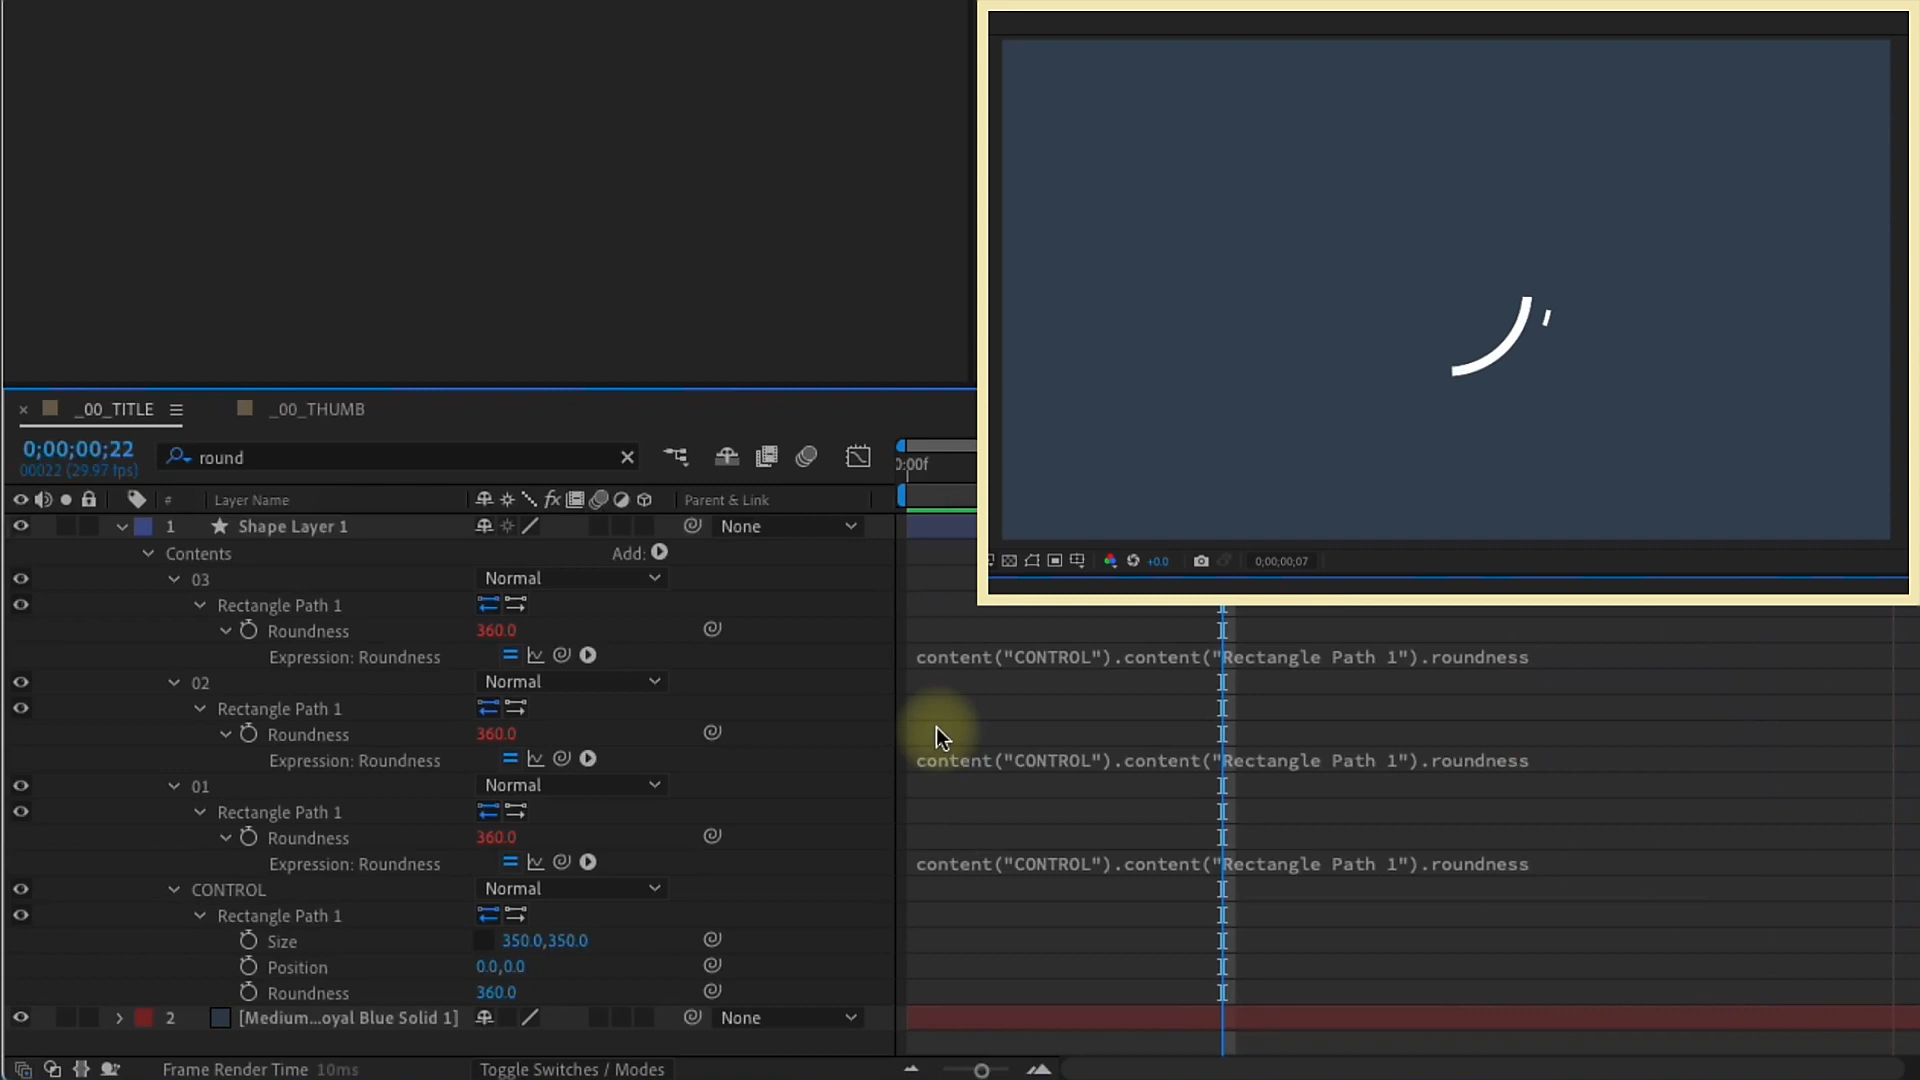 +0.0 0;00;00;07
_00_TITLE _00_THUMB
0;00;00;22
00022 (29.97 fps)
round
0:00f
# Layer Name fx Parent & Link
1 Shape Layer 1 None
Contents Add:
03 Normal
Rectangle Path 1
Roundness 360.0
Expression: Roundness content("CONTROL").content("Rectangle Path 1").roundness
02 Normal
Rectangle Path 1
Roundness 360.0
Expression: Roundness content("CONTROL").content("Rectangle Path 1").roundness
01 Normal
Rectangle Path 1
Roundness 360.0
Expression: Roundness content("CONTROL").content("Rectangle Path 1").roundness
CONTROL Normal
Rectangle Path 1
Size 350.0,350.0
Position 0.0,0.0
Roundness 360.0
2 [Medium...oyal Blue Solid 1] None
Frame Render Time 10ms Toggle Switches / Modes